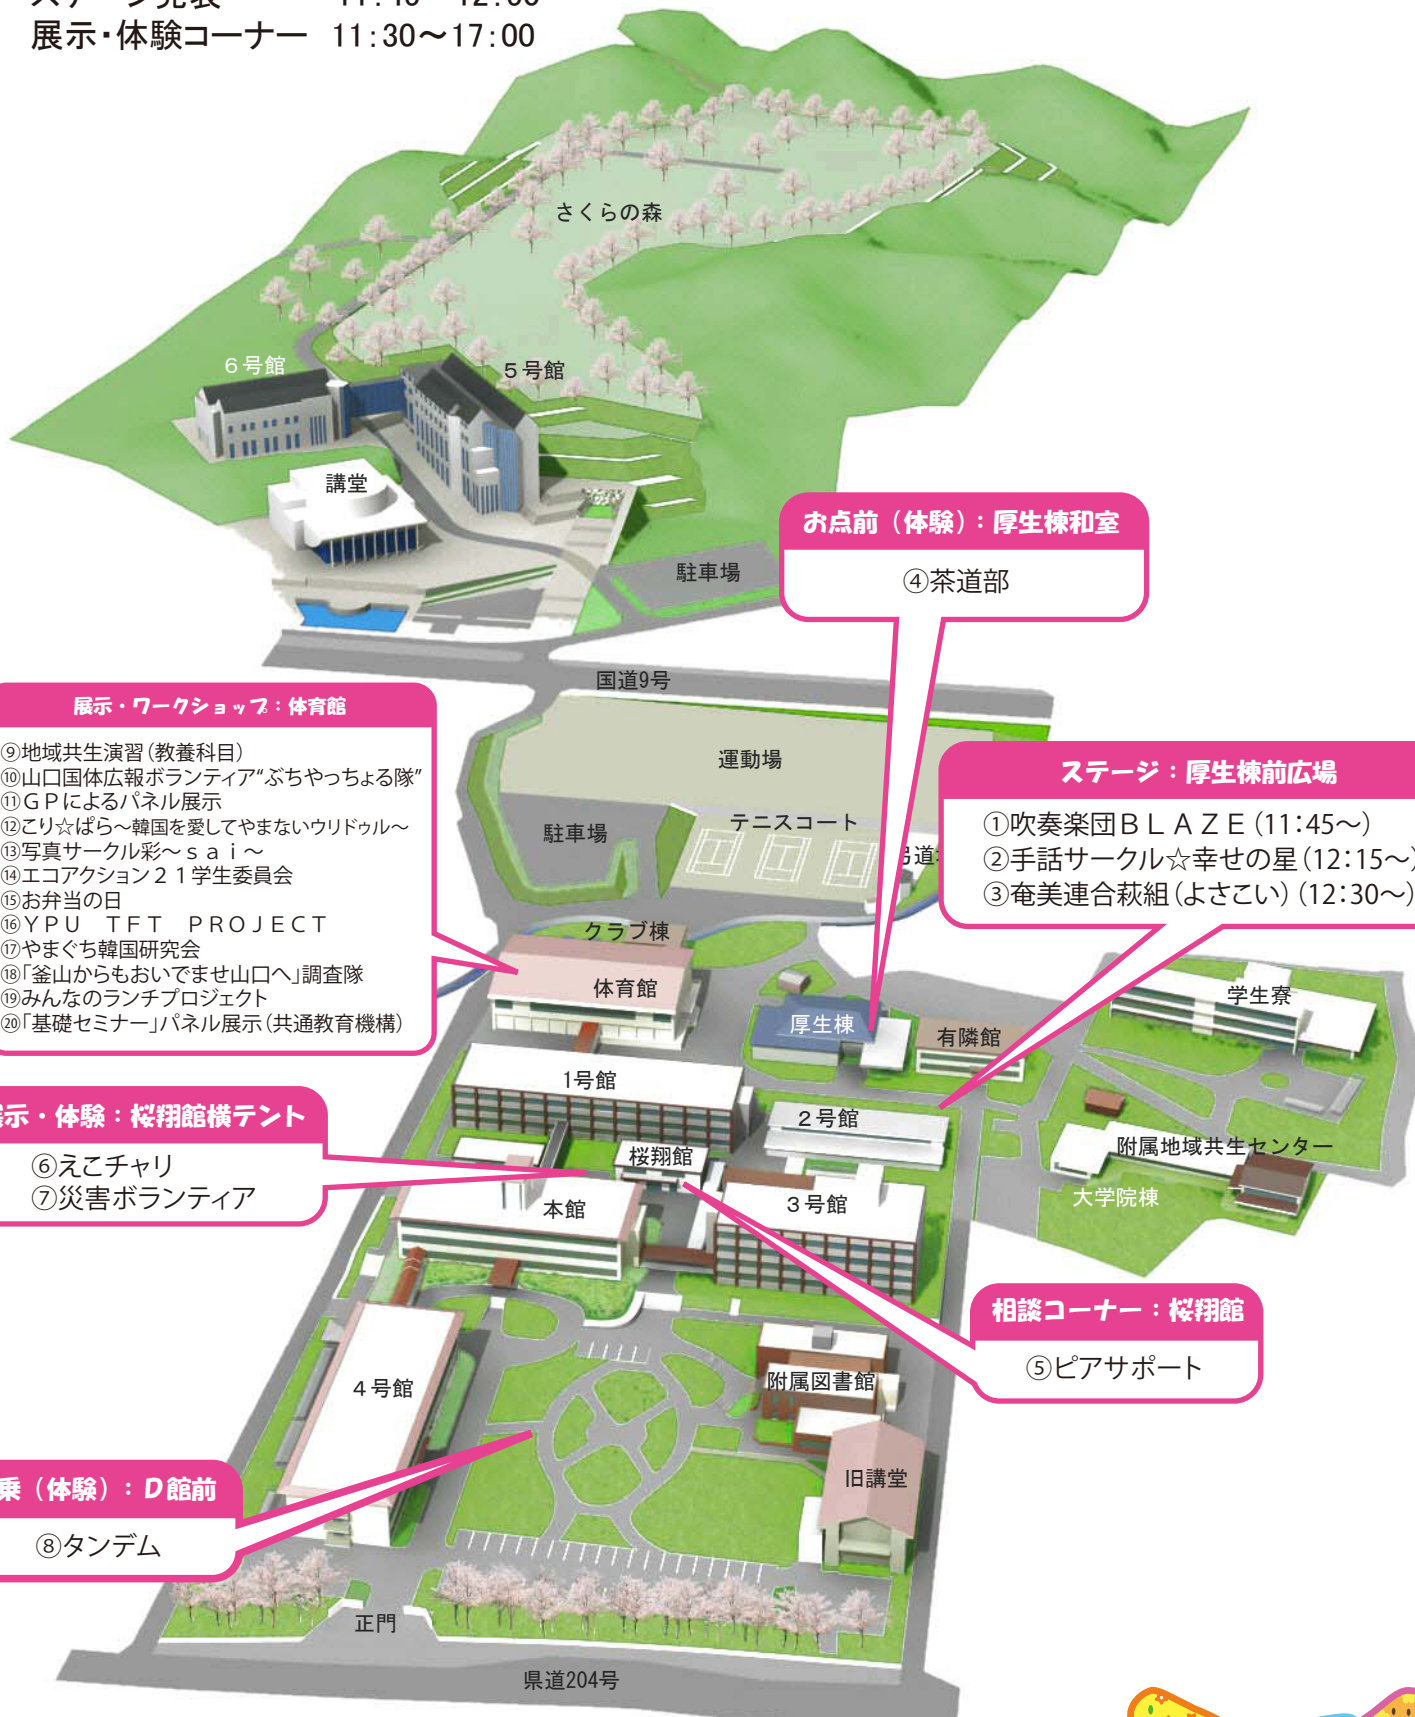 展示・体験コーナー 11:30～17:00
さくらの森
6号館
5号館
講堂
駐車場
お点前（体験）：厚生棟和室
④茶道部
国道9号
展示・ワークショップ：体育館
⑨地域共生演習（教養科目）
⑩山口国体広報ボランティア“ぶちやっちょる隊”
⑪ＧＰによるパネル展示
⑫こり☆ぱら～韓国を愛してやまないウリドゥル～
⑬写真サークル彩～ｓａｉ～
⑭エコアクション２１学生委員会
⑮お弁当の日
⑯ＹＰＵ　ＴＦＴ　ＰＲＯＪＥＣＴ
⑰やまぐち韓国研究会
⑱「釜山からもおいでませ山口へ」調査隊
⑲みんなのランチプロジェクト
⑳「基礎セミナー」パネル展示（共通教育機構）
運動場
駐車場
テニスコート
弓道
ステージ：厚生棟前広場
①吹奏楽団ＢＬＡＺＥ（11:45～）
②手話サークル☆幸せの星（12:15～）
③奄美連合萩組（よさこい）（12:30～）
クラブ棟
体育館
厚生棟
有隣館
学生寮
1号館
2号館
桜翔館
附属地域共生センター
大学院棟
示・体験：桜翔館横テント
⑥えこチャリ
⑦災害ボランティア
本館
3号館
相談コーナー：桜翔館
⑤ピアサポート
4号館
附属図書館
旧講堂
乗（体験）：Ｄ館前
⑧タンデム
正門
県道204号